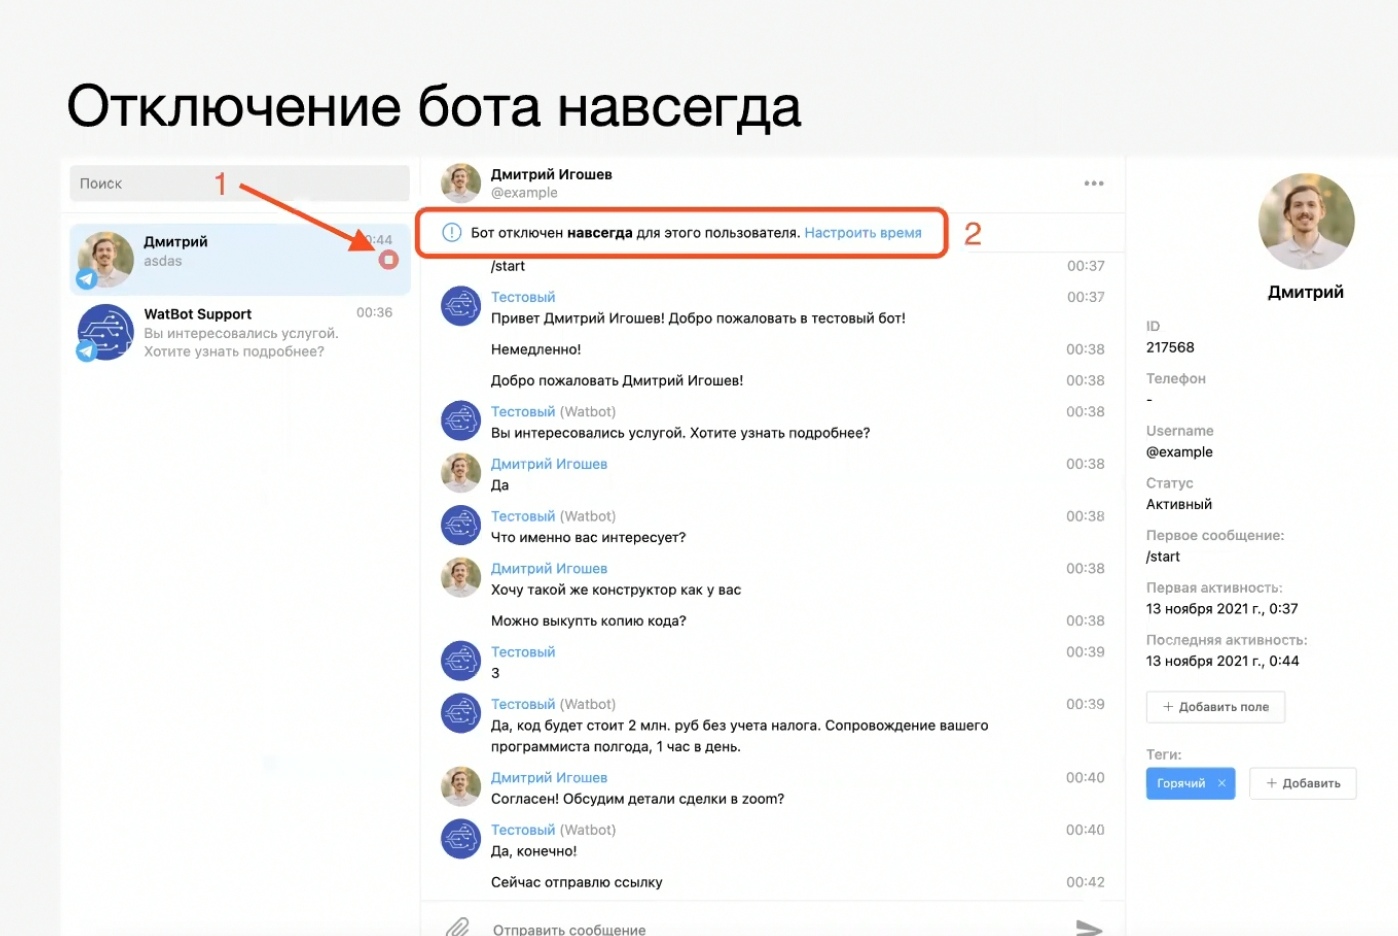 Отключение бота навсегда
Поиск
1
Дмитрий
0:44
asdas
WatBot Support
00:36
Вы интересовались услугой.
Хотите узнать подробнее?
Дмитрий Игошев
@example
Бот отключен навсегда для этого пользователя. Настроить время
2
/start
00:37
Тестовый
00:37
Привет Дмитрий Игошев! Добро пожаловать в тестовый бот!
Немедленно!
00:38
Добро пожаловать Дмитрий Игошев!
00:38
Тестовый (Watbot)
00:38
Вы интересовались услугой. Хотите узнать подробнее?
Дмитрий Игошев
00:38
Да
Тестовый (Watbot)
00:38
Что именно вас интересует?
Дмитрий Игошев
00:38
Хочу такой же конструктор как у вас
Можно выкупть копию кода?
00:38
Тестовый
00:39
3
Тестовый (Watbot)
00:39
Да, код будет стоит 2 млн. руб без учета налога. Сопровождение вашего
программиста полгода, 1 час в день.
Дмитрий Игошев
00:40
Согласен! Обсудим детали сделки в zoom?
Тестовый (Watbot)
00:40
Да, конечно!
Сейчас отправлю ссылку
00:42
Отправить сообщение
Дмитрий
ID
217568
Телефон
-
Username
@example
Статус
Активный
Первое сообщение:
/start
Первая активность:
13 ноября 2021 г., 0:37
Последняя активность:
13 ноября 2021 г., 0:44
+ Добавить поле
Теги:
Горячий ×
+ Добавить